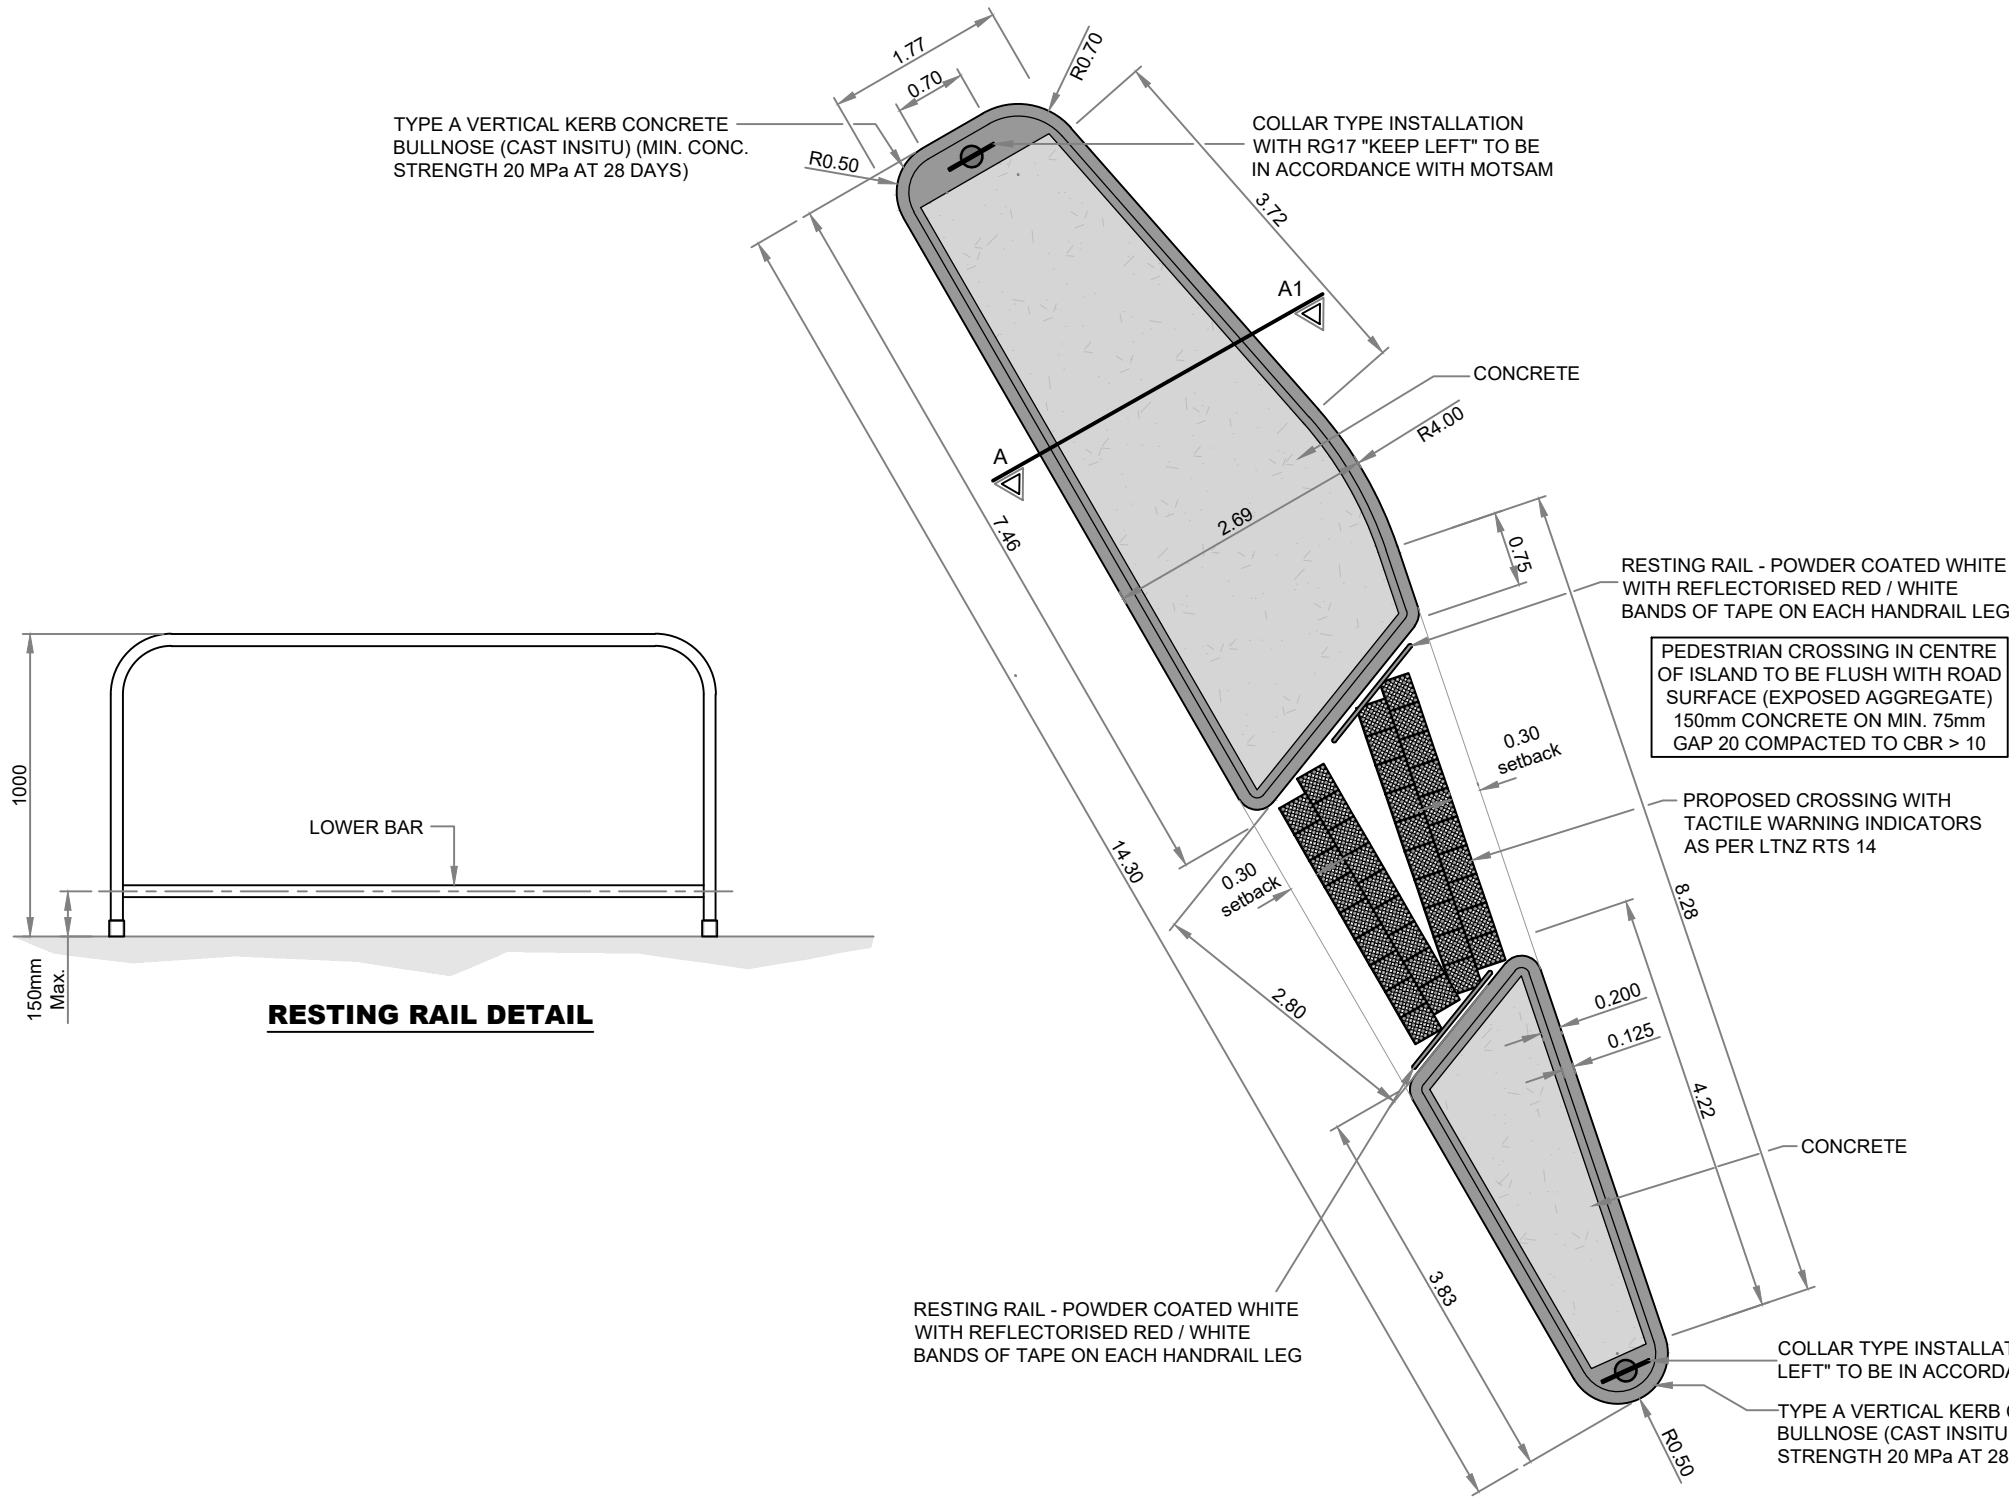 1.77
0.70
R0.70
TYPE A VERTICAL KERB CONCRETE
BULLNOSE (CAST INSITU) (MIN. CONC.
STRENGTH 20 MPa AT 28 DAYS)
R0.50
COLLAR TYPE INSTALLATION
WITH RG17 "KEEP LEFT" TO BE
IN ACCORDANCE WITH MOTSAM
3.72
A1
CONCRETE
R4.00
A
2.69
7.46
0.75
RESTING RAIL - POWDER COATED WHITE
WITH REFLECTORISED RED / WHITE
BANDS OF TAPE ON EACH HANDRAIL LEG
PEDESTRIAN CROSSING IN CENTRE
OF ISLAND TO BE FLUSH WITH ROAD
SURFACE (EXPOSED AGGREGATE)
150mm CONCRETE ON MIN. 75mm
GAP 20 COMPACTED TO CBR > 10
0.30
setback
PROPOSED CROSSING WITH
TACTILE WARNING INDICATORS
AS PER LTNZ RTS 14
1000
LOWER BAR
150mm
Max.
RESTING RAIL DETAIL
14.30
0.30
setback
8.28
2.80
0.200
0.125
4.22
CONCRETE
3.83
RESTING RAIL - POWDER COATED WHITE
WITH REFLECTORISED RED / WHITE
BANDS OF TAPE ON EACH HANDRAIL LEG
COLLAR TYPE INSTALLAT
LEFT" TO BE IN ACCORDA
TYPE A VERTICAL KERB
BULLNOSE (CAST INSITU
STRENGTH 20 MPa AT 28
R0.50